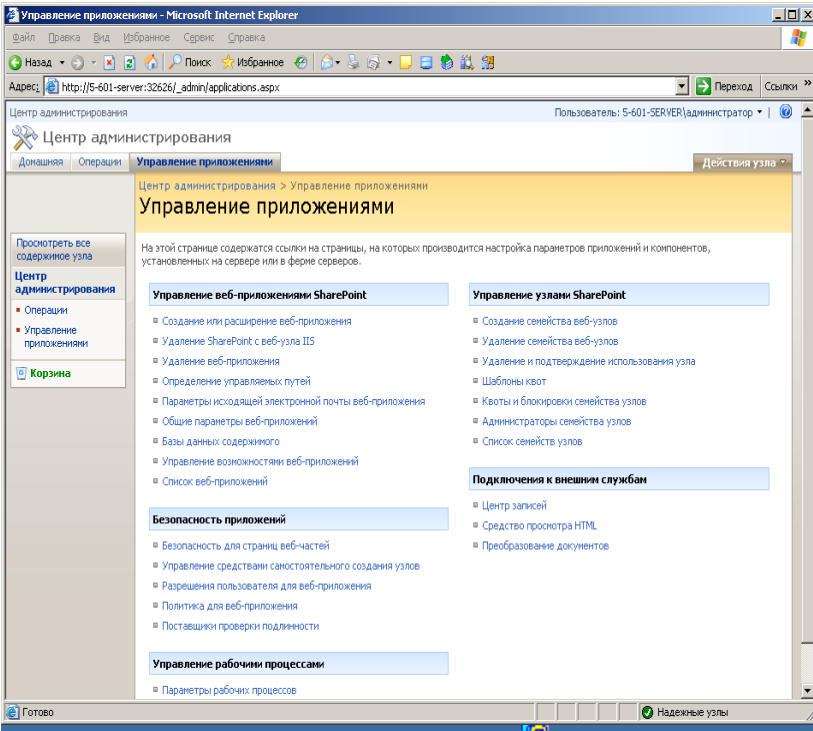 Управление приложениями - Microsoft Internet Explorer
Файл Правка Вид Избранное Сервис Справка
Назад Поиск Избранное
Адрес: http://5-601-server:32626/_admin/applications.aspx Переход Ссылки »
Центр администрирования Пользователь: 5-601-SERVER\администратор
Центр администрирования
Домашняя Операции Управление приложениями Действия узла
Центр администрирования > Управление приложениями
Управление приложениями
Просмотреть все
содержимое узла
Центр
администрирования
Операции
Управление
приложениями
Корзина
На этой странице содержатся ссылки на страницы, на которых производится настройка параметров приложений и компонентов,
установленных на сервере или в ферме серверов.
Управление веб-приложениями SharePoint
Создание или расширение веб-приложения
Удаление SharePoint с веб-узла IIS
Удаление веб-приложения
Определение управляемых путей
Параметры исходящей электронной почты веб-приложения
Общие параметры веб-приложений
Базы данных содержимого
Управление возможностями веб-приложений
Список веб-приложений
Безопасность приложений
Безопасность для страниц веб-частей
Управление средствами самостоятельного создания узлов
Разрешения пользователя для веб-приложения
Политика для веб-приложения
Поставщики проверки подлинности
Управление рабочими процессами
Параметры рабочих процессов
Управление узлами SharePoint
Создание семейства веб-узлов
Удаление семейства веб-узлов
Удаление и подтверждение использования узла
Шаблоны квот
Квоты и блокировки семейства узлов
Администраторы семейства узлов
Список семейств узлов
Подключения к внешним службам
Центр записей
Средство просмотра HTML
Преобразование документов
Готово Надежные узлы